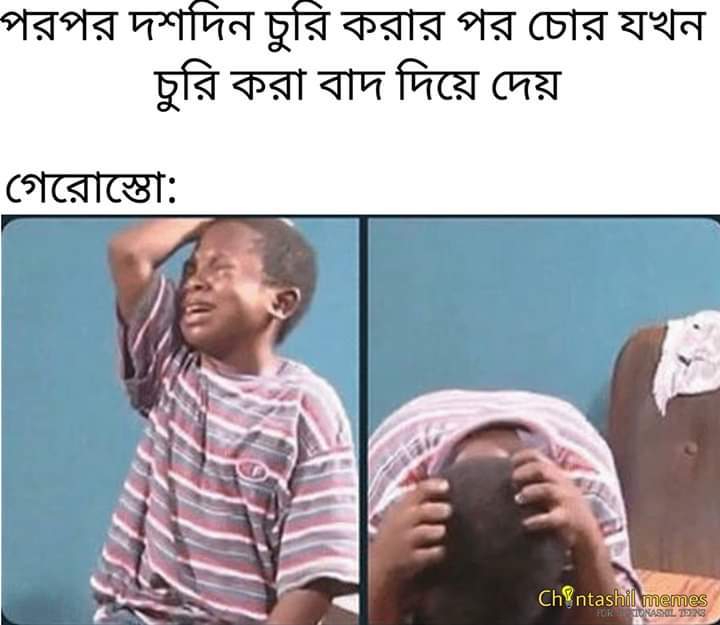 পরপর দশদিন চুরি করার পর চোর যখন
চুরি করা বাদ দিয়ে দেয়
গেরোস্তো:
Chintashil memes